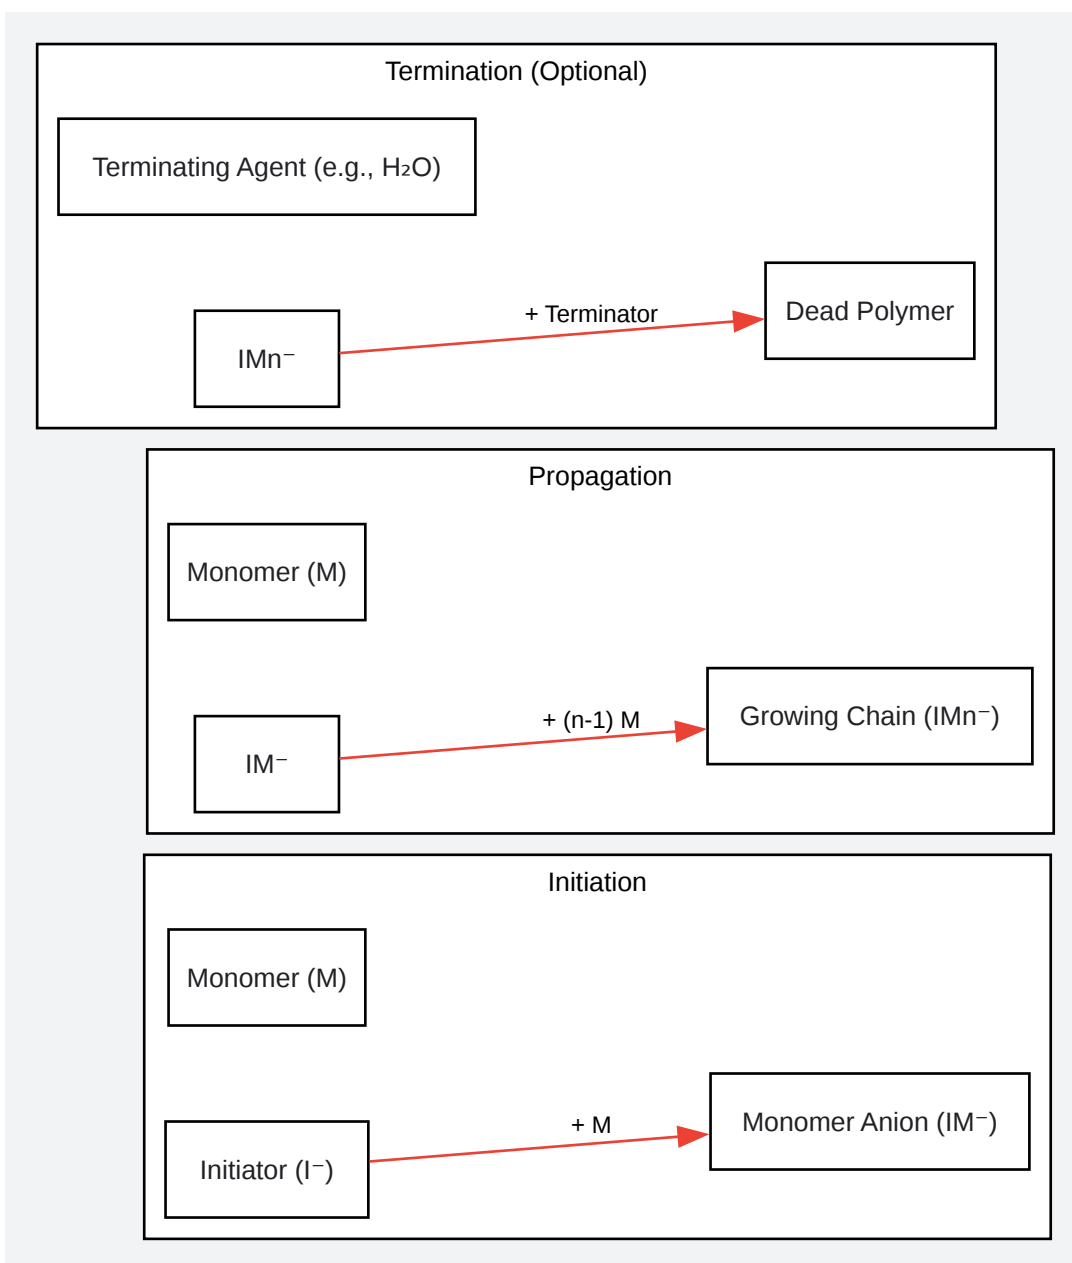 Termination (Optional)
Terminating Agent (e.g., H₂O)
+ Terminator
Dead Polymer
IMn⁻
Propagation
Monomer (M)
+ (n-1) M
Growing Chain (IMn⁻)
IM⁻
Initiation
Monomer (M)
+ M
Monomer Anion (IM⁻)
Initiator (I⁻)